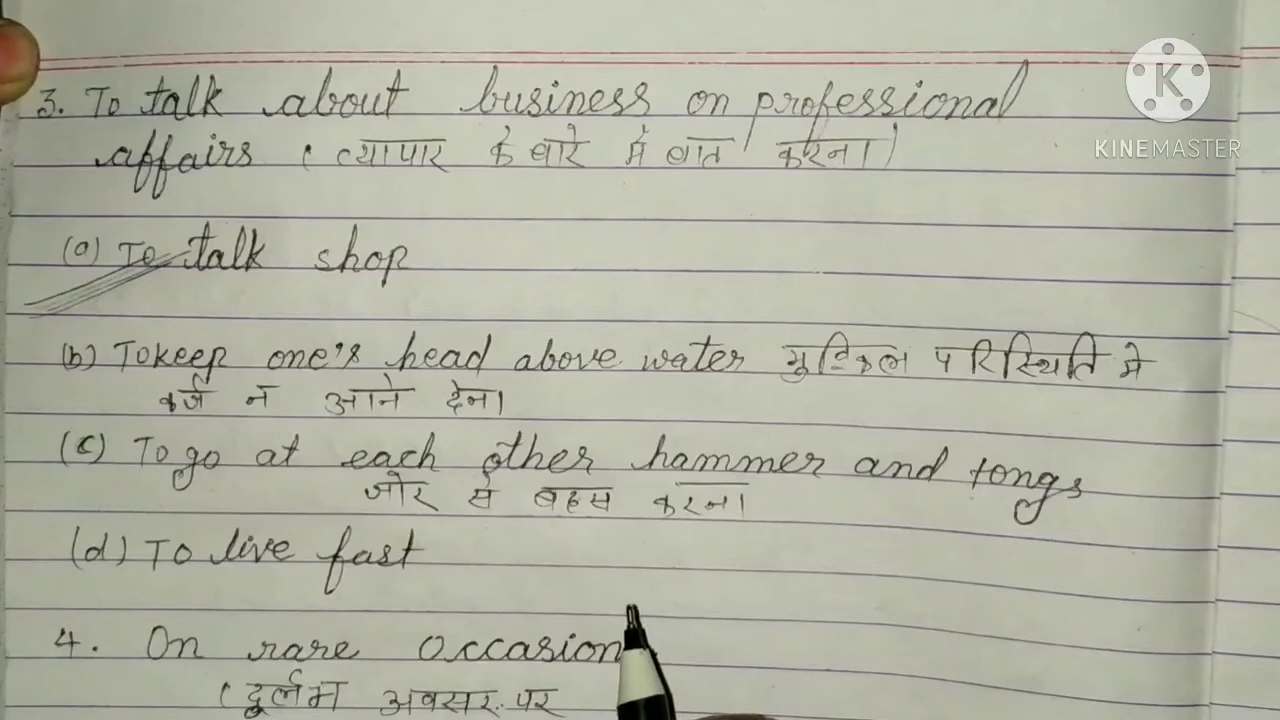 3. To talk about business on professional
affairs (व्यापार के बारे में बात करना)
(a) To talk shop
(b) To keep one's head above water मुश्किल परिस्थिति मे
कर्ज न आने देना।
(c) To go at each other hammer and tongs
जोर से बहस करना।
(d) To live fast
4. On rare occasion
(दुर्लभ अवसर पर
K
KINEMASTER